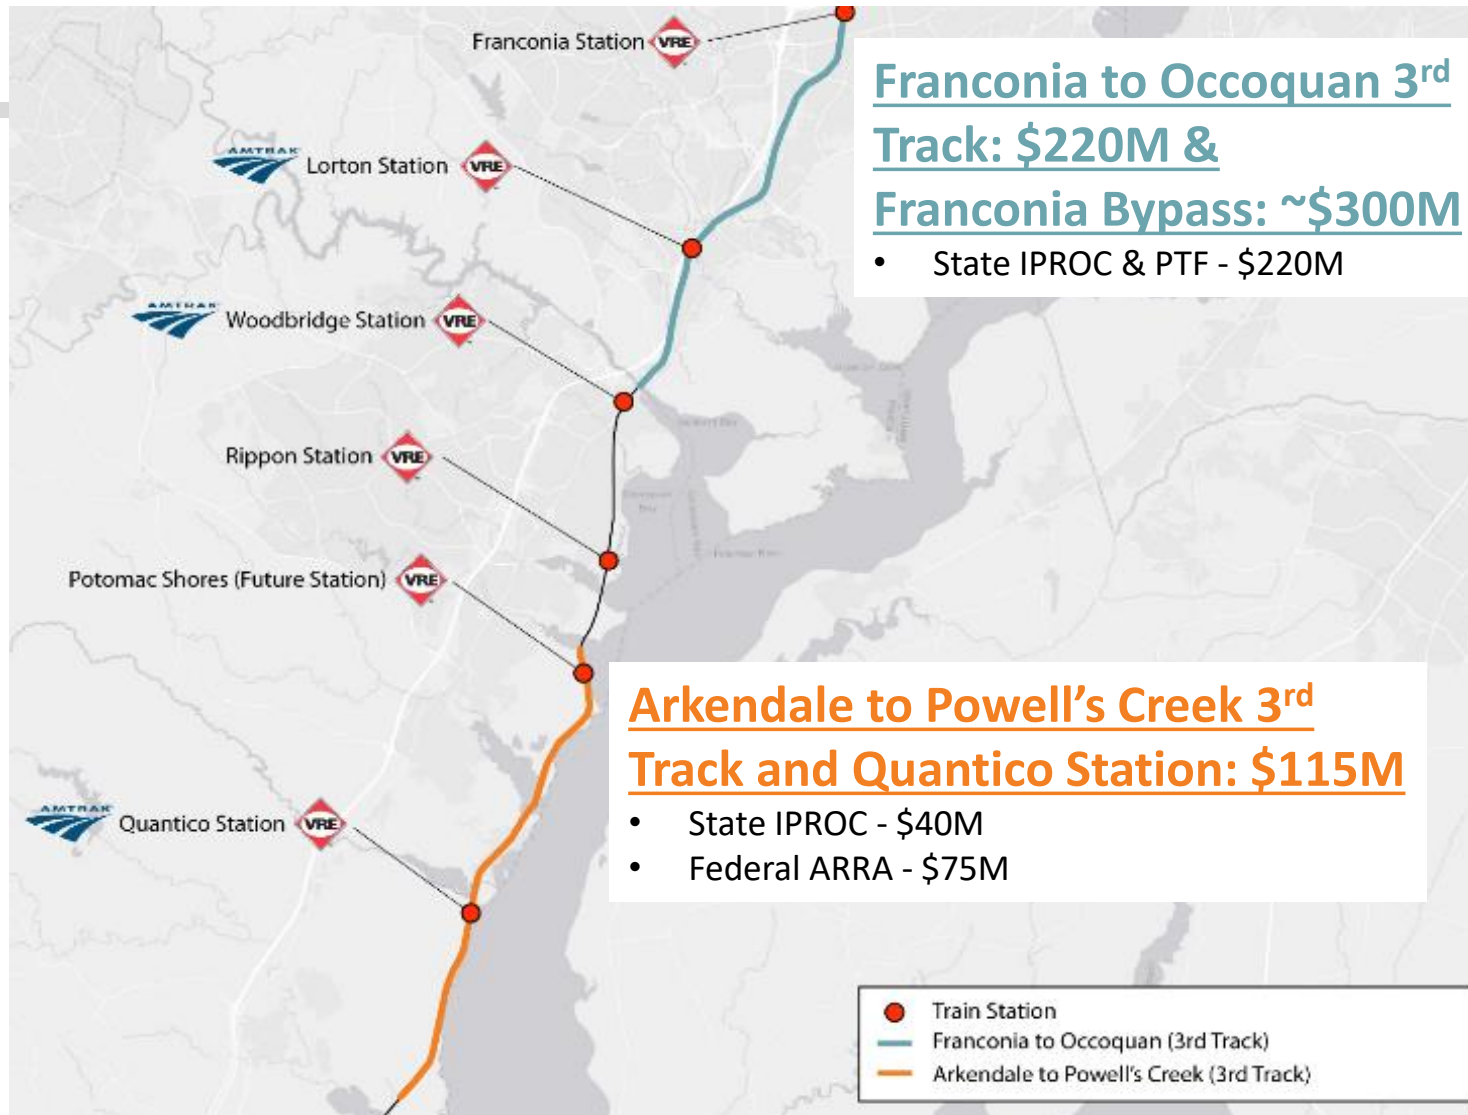 Franconia Station VRE
Franconia to Occoquan 3rd
Track: $220M &
Franconia Bypass: ~$300M
• State IPROC & PTF - $220M
AMTRAK Lorton Station VRE
AMTRAK Woodbridge Station VRE
Rippon Station VRE
Potomac Shores (Future Station) VRE
Arkendale to Powell’s Creek 3rd
Track and Quantico Station: $115M
• State IPROC - $40M
• Federal ARRA - $75M
AMTRAK Quantico Station VRE
Train Station
Franconia to Occoquan (3rd Track)
Arkendale to Powell's Creek (3rd Track)